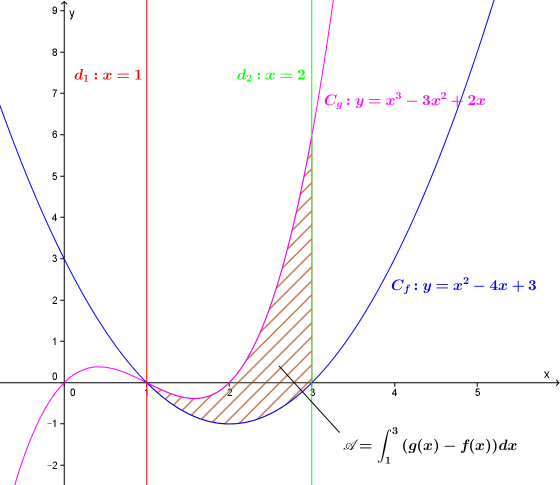 y
9
8
d₁ : x = 1
d₂ : x = 2
7
C_g : y = x³ − 3x² + 2x
6
5
4
3
C_f : y = x² − 4x + 3
2
1
0
x
0 1 2 3 4 5
−1
𝒜 = ∫₁³ (g(x) − f(x))dx
−2